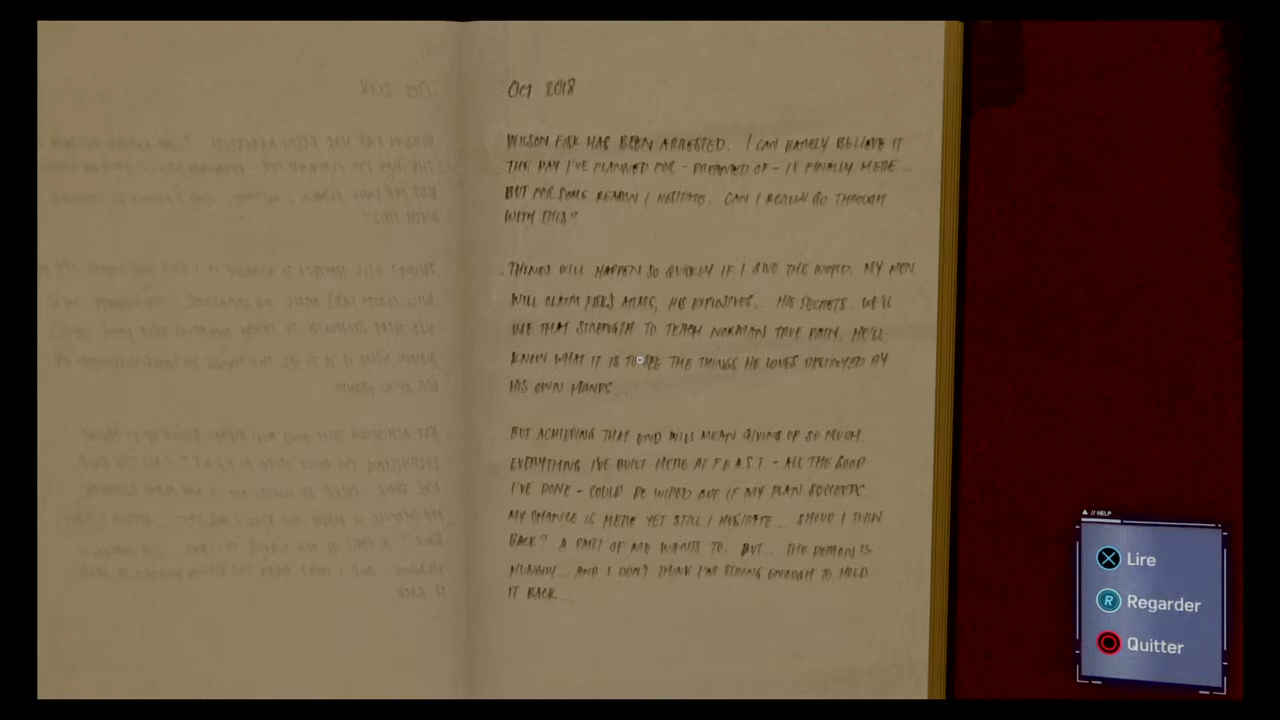 Oct 2018
WILSON FISK HAS BEEN ARRESTED. I CAN BARELY BELIEVE IT
THE DAY I'VE PLANNED FOR - DREAMED OF - IS FINALLY HERE...
BUT FOR SOME REASON I HESITATE. CAN I REALLY GO THROUGH
WITH THIS?
THINGS WILL HAPPEN SO QUICKLY IF I GIVE THE WORD. MY MEN
WILL CLAIM FISK'S ARMS, HIS EXPLOSIVES... HIS SECRETS. WE'LL
USE THAT STRENGTH TO TEACH NORMAN TRUE PAIN. HE'LL
KNOW WHAT IT IS TO SEE THE THINGS HE LOVES DESTROYED BY
HIS OWN HANDS...
BUT ACHIEVING THAT END WILL MEAN GIVING UP SO MUCH.
EVERYTHING I'VE BUILT HERE AT F.E.A.S.T. - ALL THE GOOD
I'VE DONE - COULD BE WIPED OUT IF MY PLAN SUCCEEDS.
MY CHANCE IS HERE YET STILL I HESITATE... SHOULD I TURN
BACK? A PART OF ME WANTS TO. BUT... THE DEMON IS
HUNGRY... AND I DON'T THINK I'M STRONG ENOUGH TO HOLD
IT BACK...
// HELP
Lire
R Regarder
Quitter